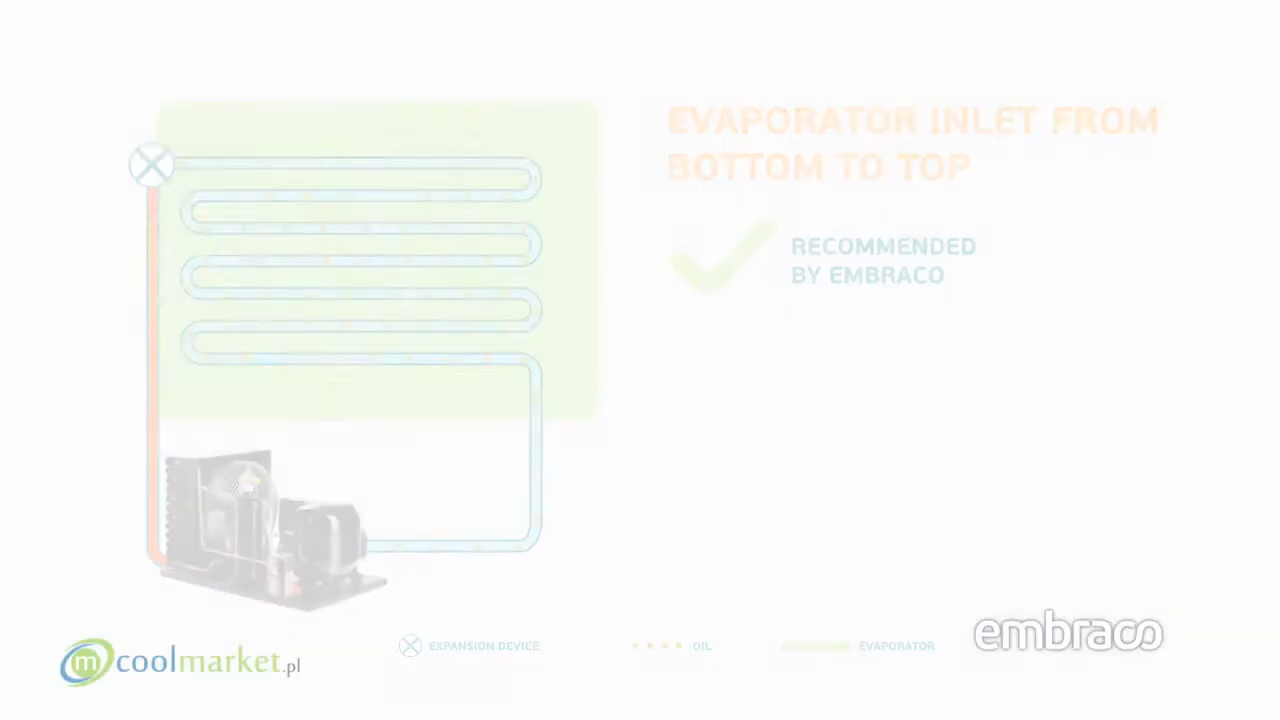 EVAPORATOR INLET FROM
BOTTOM TO TOP
RECOMMENDED
BY EMBRACO
EXPANSION DEVICE
OIL
EVAPORATOR
embraco
m coolmarket.pl